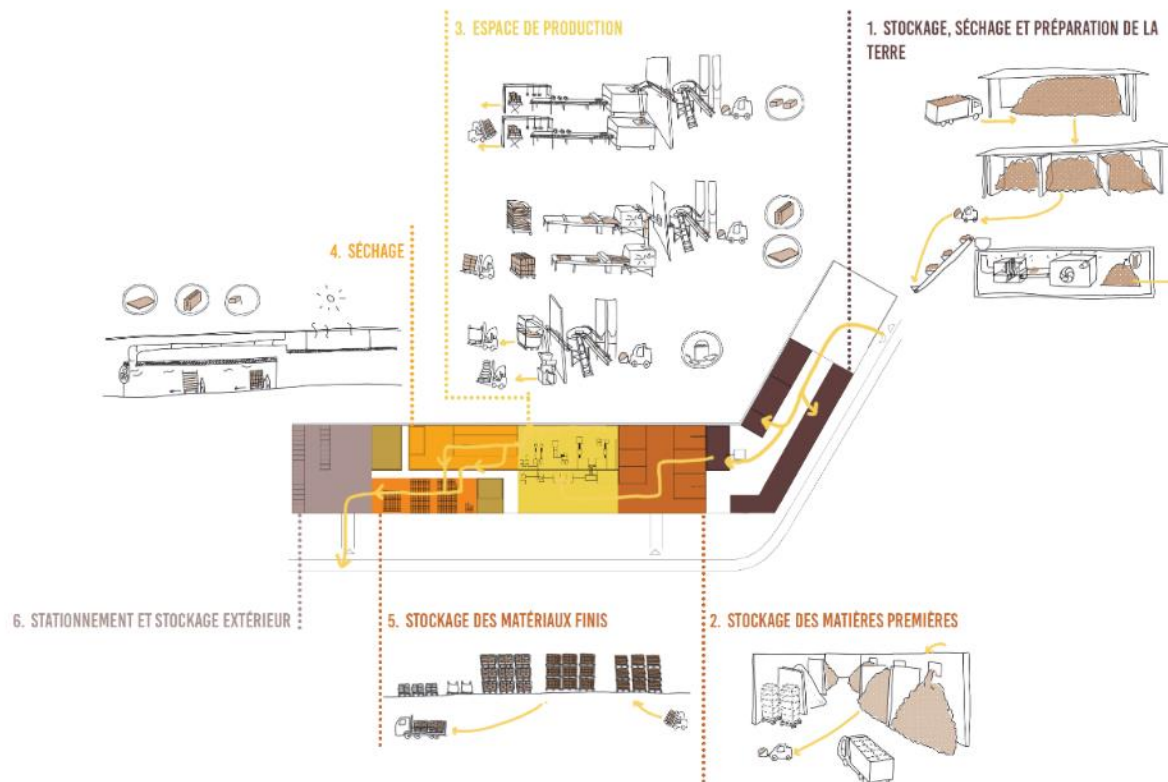 3. ESPACE DE PRODUCTION
1. STOCKAGE, SÉCHAGE ET PRÉPARATION DE LA
TERRE
4. SÉCHAGE
6. STATIONNEMENT ET STOCKAGE EXTÉRIEUR
5. STOCKAGE DES MATÉRIAUX FINIS
2. STOCKAGE DES MATIÈRES PREMIÈRES